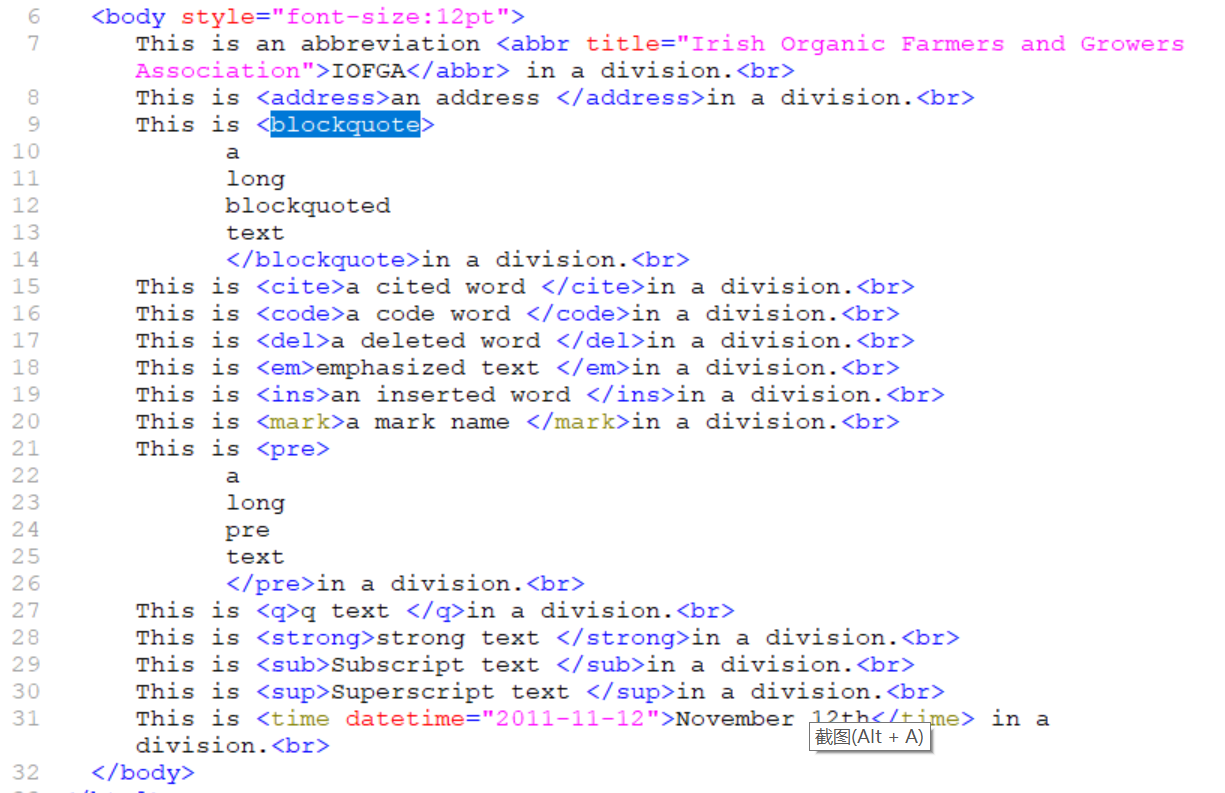 6 <body style="font-size:12pt">
7 This is an abbreviation <abbr title="Irish Organic Farmers and Growers
Association">IOFGA</abbr> in a division.<br>
8 This is <address>an address </address>in a division.<br>
9 This is <blockquote>
10 a
11 long
12 blockquoted
13 text
14 </blockquote>in a division.<br>
15 This is <cite>a cited word </cite>in a division.<br>
16 This is <code>a code word </code>in a division.<br>
17 This is <del>a deleted word </del>in a division.<br>
18 This is <em>emphasized text </em>in a division.<br>
19 This is <ins>an inserted word </ins>in a division.<br>
20 This is <mark>a mark name </mark>in a division.<br>
21 This is <pre>
22 a
23 long
24 pre
25 text
26 </pre>in a division.<br>
27 This is <q>q text </q>in a division.<br>
28 This is <strong>strong text </strong>in a division.<br>
29 This is <sub>Subscript text </sub>in a division.<br>
30 This is <sup>Superscript text </sup>in a division.<br>
31 This is <time datetime="2011-11-12">November 12th</time> in a
division.<br>
截图(Alt + A)
32 </body>